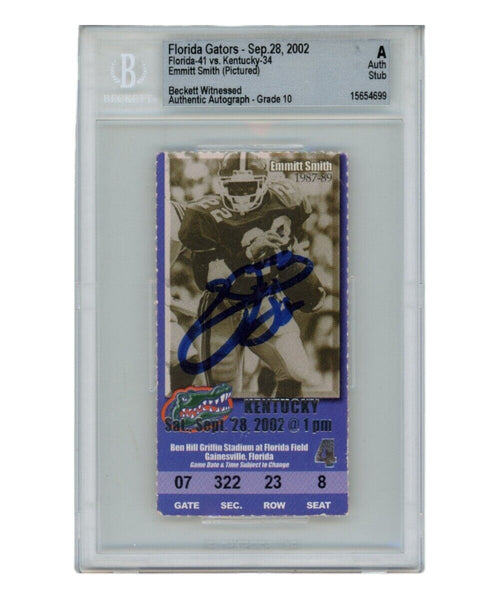 Florida Gators - Sep.28, 2002
Florida-41 vs. Kentucky-34
Emmitt Smith (Pictured)
Beckett Witnessed
Authentic Autograph - Grade 10
A
Auth
Stub
15654699
B
BECKETT
Emmitt Smith
1987-89
22
KENTUCKY
Sat., Sept. 28, 2002 @ 1 pm
Ben Hill Griffin Stadium at Florida Field
Gainesville, Florida
Game Date & Time Subject to Change
4
07 322 23 8
GATE SEC. ROW SEAT